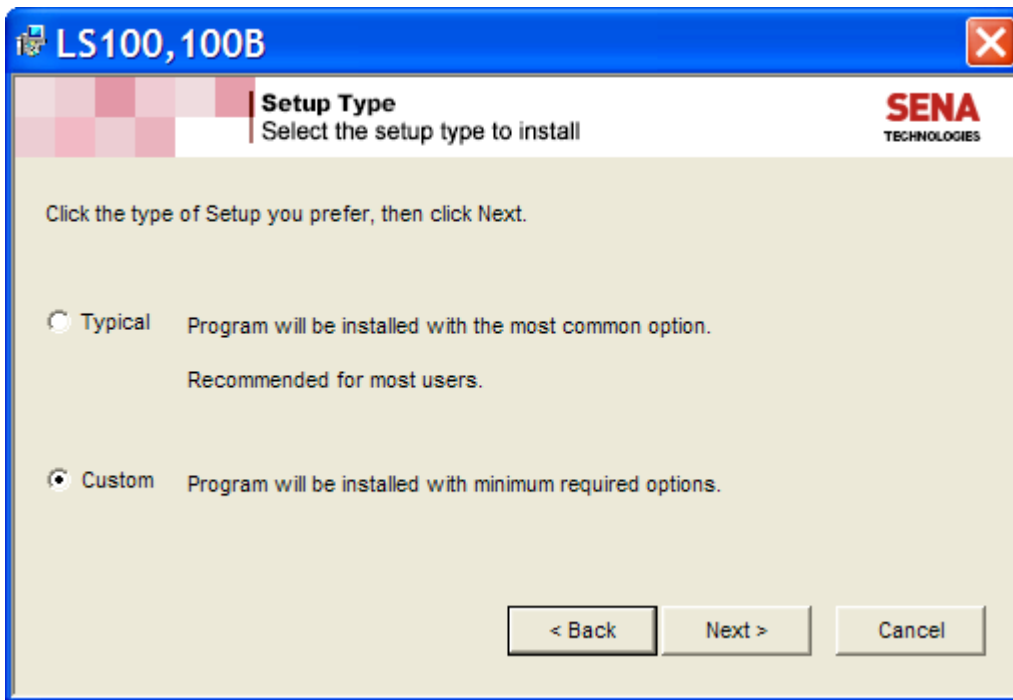 LS100,100B
Setup Type
Select the setup type to install
SENA
TECHNOLOGIES
Click the type of Setup you prefer, then click Next.
Typical Program will be installed with the most common option.
Recommended for most users.
Custom Program will be installed with minimum required options.
< Back Next > Cancel